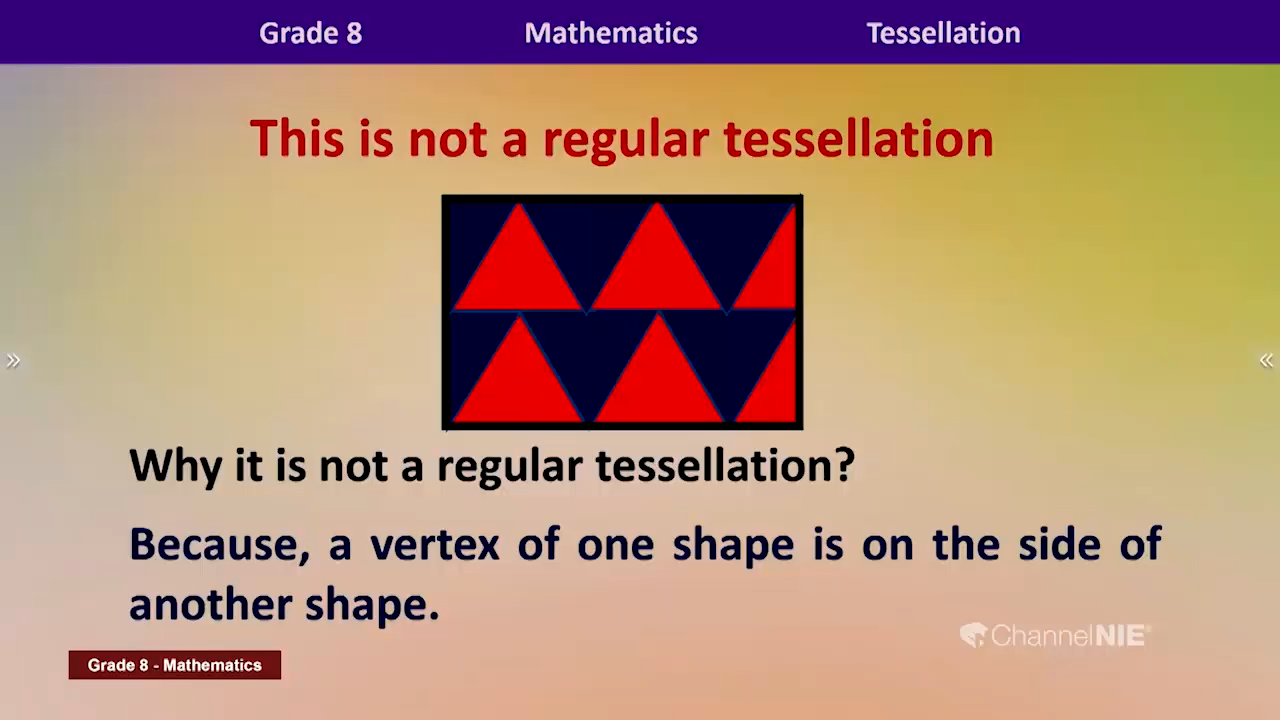 Grade 8 Mathematics Tessellation
This is not a regular tessellation
Why it is not a regular tessellation?
Because, a vertex of one shape is on the side of
another shape.
ChannelNIE
Grade 8 - Mathematics